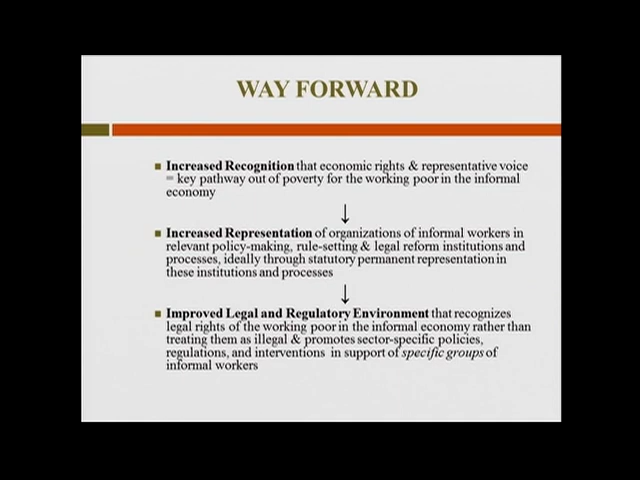 WAY FORWARD
Increased Recognition that economic rights & representative voice
= key pathway out of poverty for the working poor in the informal
economy
↓
Increased Representation of organizations of informal workers in
relevant policy-making, rule-setting & legal reform institutions and
processes, ideally through statutory permanent representation in
these institutions and processes
↓
Improved Legal and Regulatory Environment that recognizes
legal rights of the working poor in the informal economy rather than
treating them as illegal & promotes sector-specific policies,
regulations, and interventions in support of specific groups of
informal workers